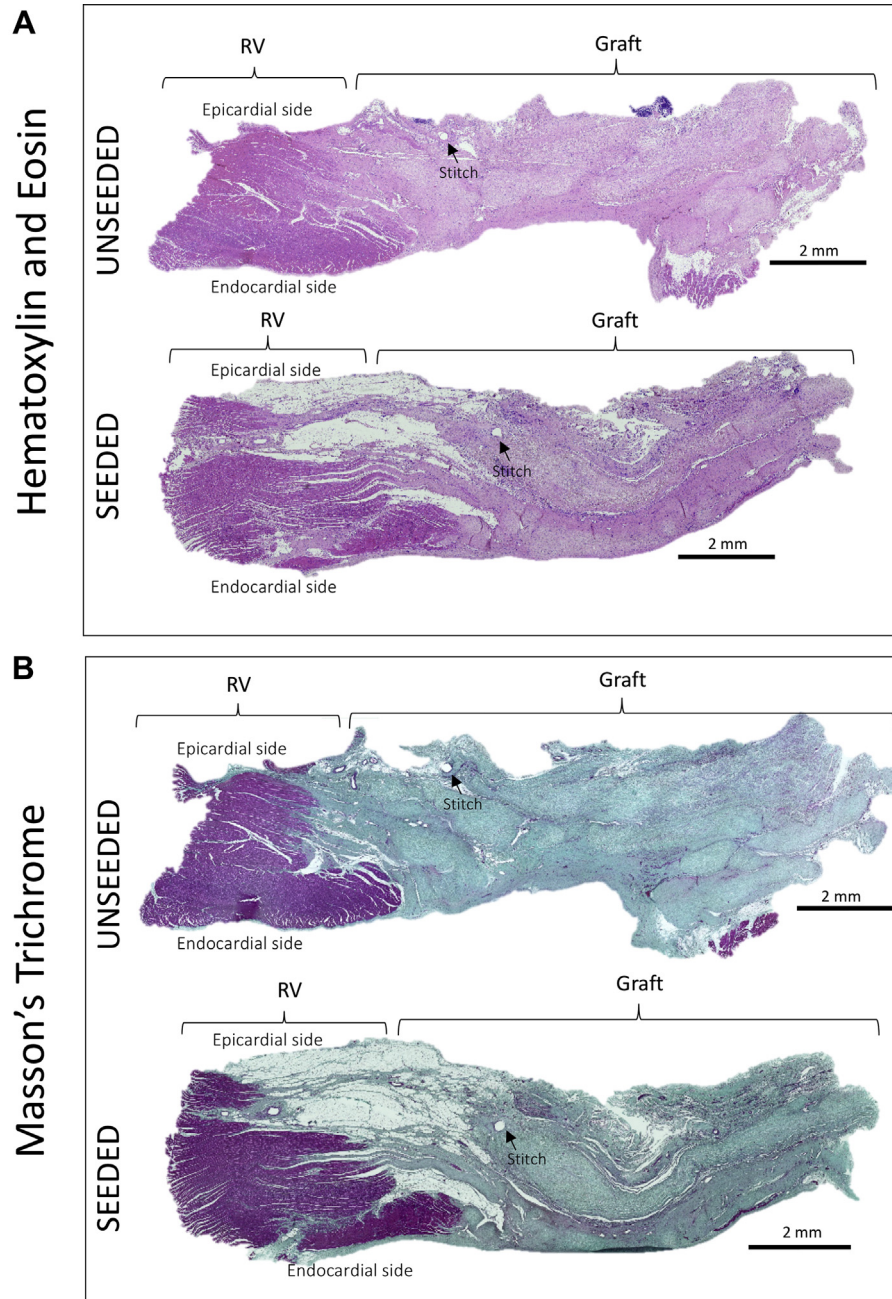 A
Hematoxylin and Eosin
UNSEEDED
RV
Graft
Epicardial side
Stitch
Endocardial side
2 mm
SEEDED
RV
Graft
Epicardial side
Stitch
Endocardial side
2 mm
B
Masson's Trichrome
UNSEEDED
RV
Graft
Epicardial side
Stitch
Endocardial side
2 mm
SEEDED
RV
Graft
Epicardial side
Stitch
Endocardial side
2 mm